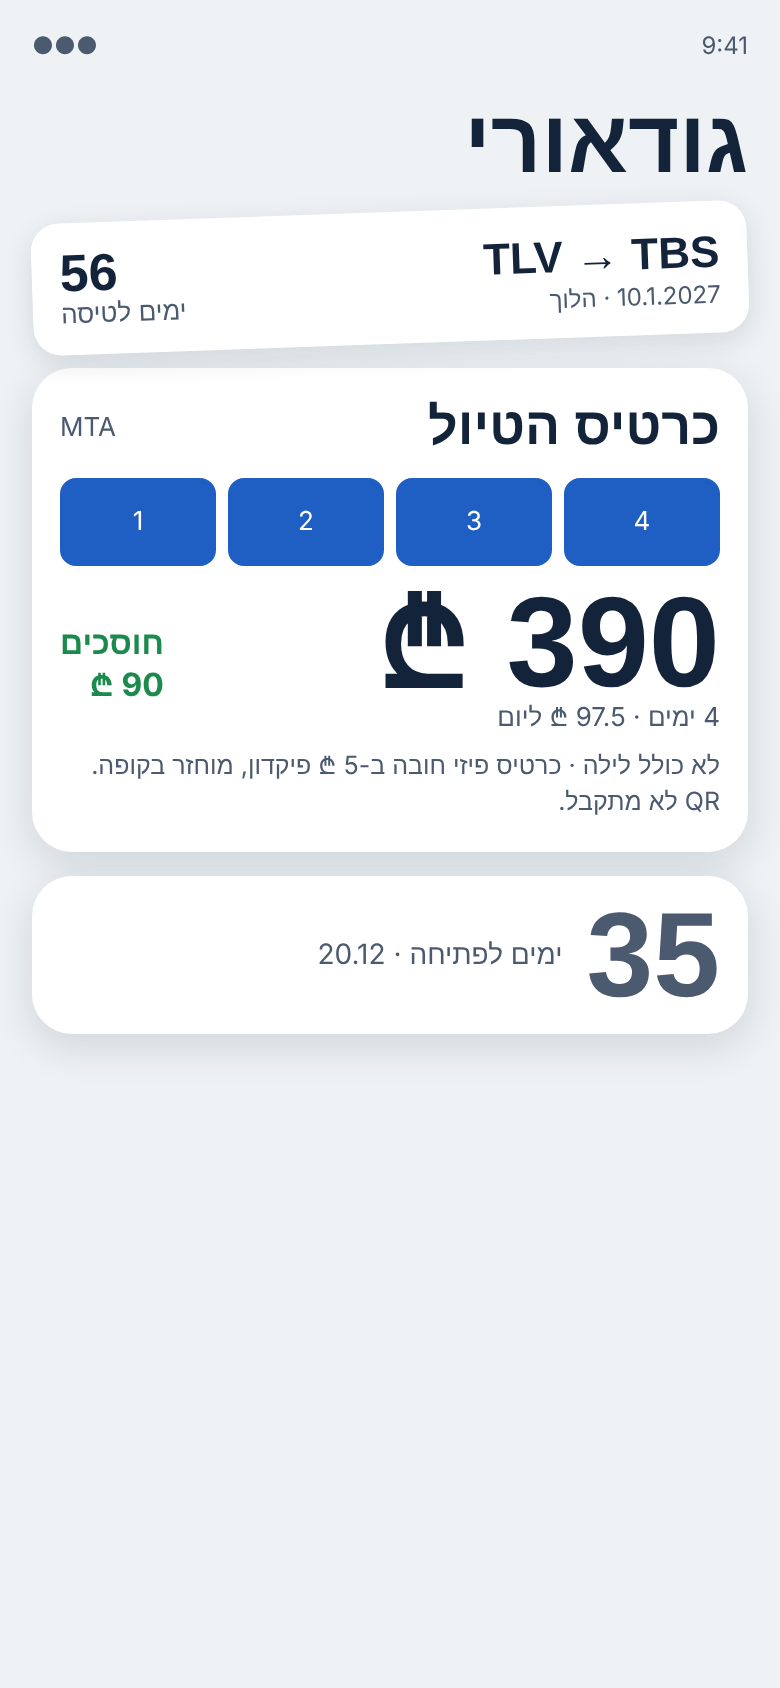 9:41
גודאורי
TLV → TBS
10.1.2027 · הלוך
56
ימים לטיסה
כרטיס הטיול
MTA
4
3
2
1
390 ₾
חוסכים
90 ₾
4 ימים · 97.5 ₾ ליום
לא כולל לילה · כרטיס פיזי חובה ב-5 ₾ פיקדון, מוחזר בקופה.
QR לא מתקבל.
35
ימים לפתיחה · 20.12